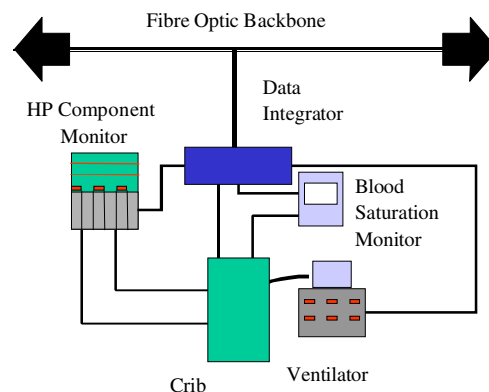 Fibre Optic Backbone
Data
Integrator
HP Component
Monitor
Blood
Saturation
Monitor
Ventilator
Crib